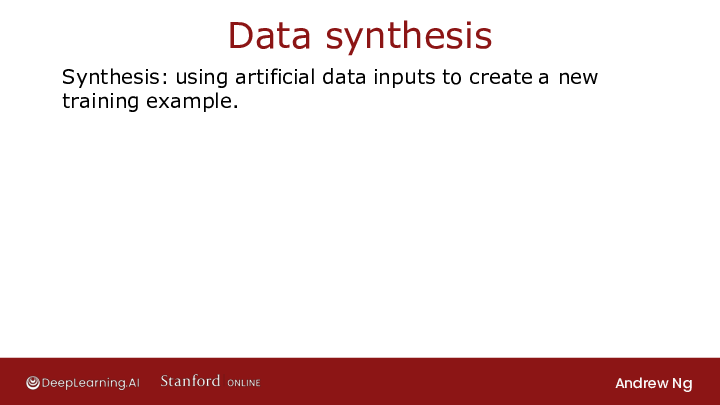 Data synthesis
Synthesis: using artificial data inputs to create a new
training example.
DeepLearning.AI
Stanford ONLINE
Andrew Ng